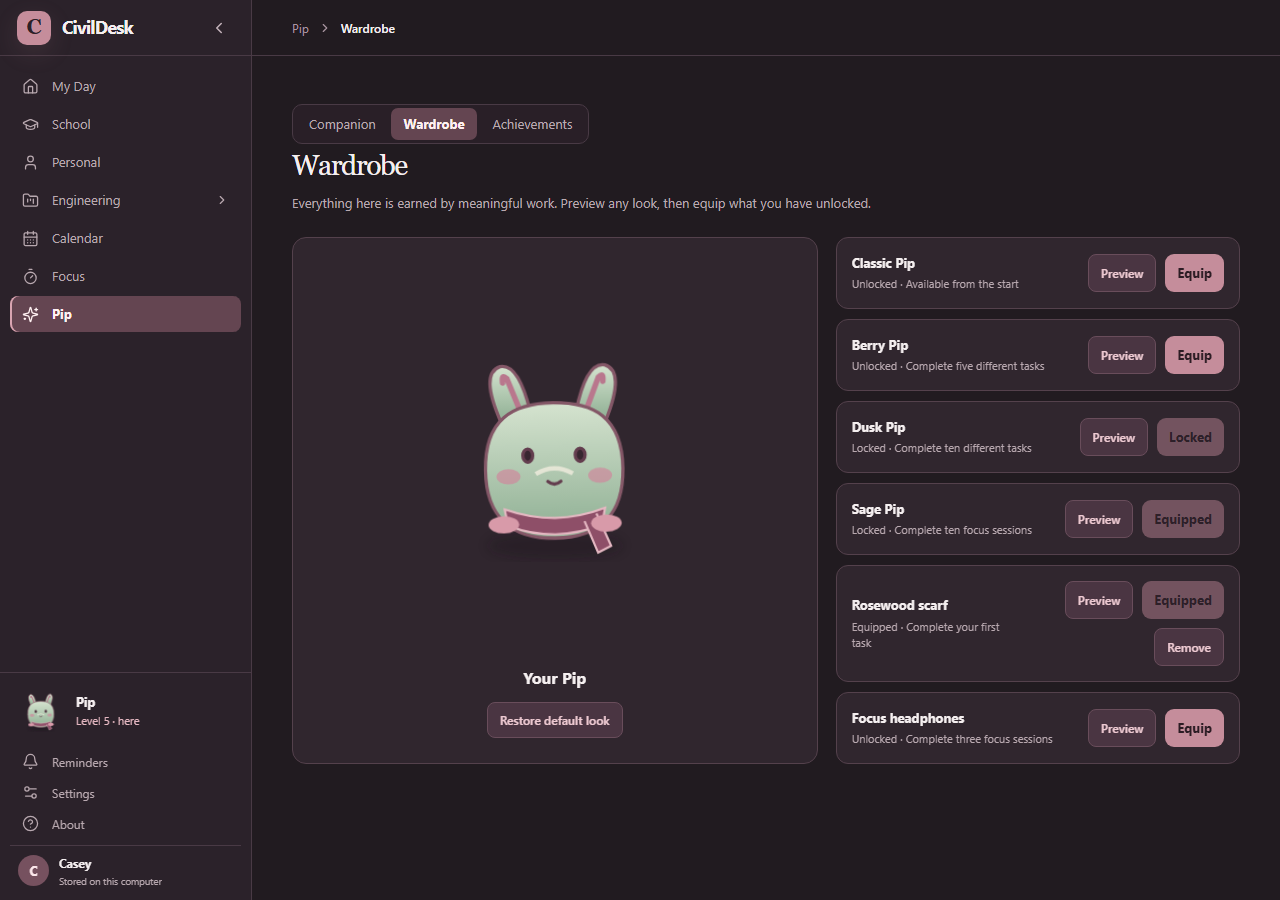 C CivilDesk
Pip > Wardrobe
My Day
School
Personal
Engineering
Calendar
Focus
Pip
Companion Wardrobe Achievements
Wardrobe
Everything here is earned by meaningful work. Preview any look, then equip what you have unlocked.
Your Pip
Restore default look
Classic Pip
Unlocked · Available from the start
Preview Equip
Berry Pip
Unlocked · Complete five different tasks
Preview Equip
Dusk Pip
Locked · Complete ten different tasks
Preview Locked
Sage Pip
Locked · Complete ten focus sessions
Preview Equipped
Rosewood scarf
Equipped · Complete your first
task
Preview Equipped
Remove
Focus headphones
Unlocked · Complete three focus sessions
Preview Equip
Pip
Level 5 · here
Reminders
Settings
About
C Casey
Stored on this computer